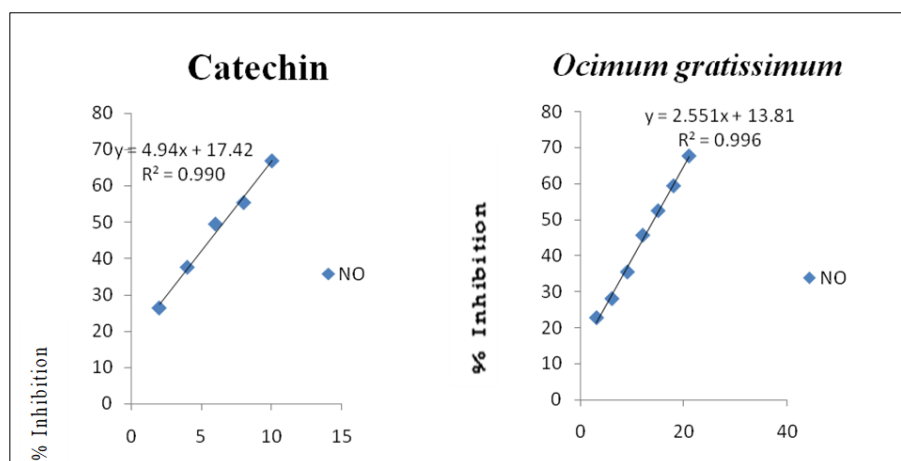 Catechin
80
70
60
50
40
30
20
10
0
y = 4.94x + 17.42
R² = 0.990
NO
0 5 10 15
% Inhibition
Ocimum gratissimum
80
70
60
50
40
30
20
10
0
y = 2.551x + 13.81
R² = 0.996
NO
0 20 40
% Inhibition